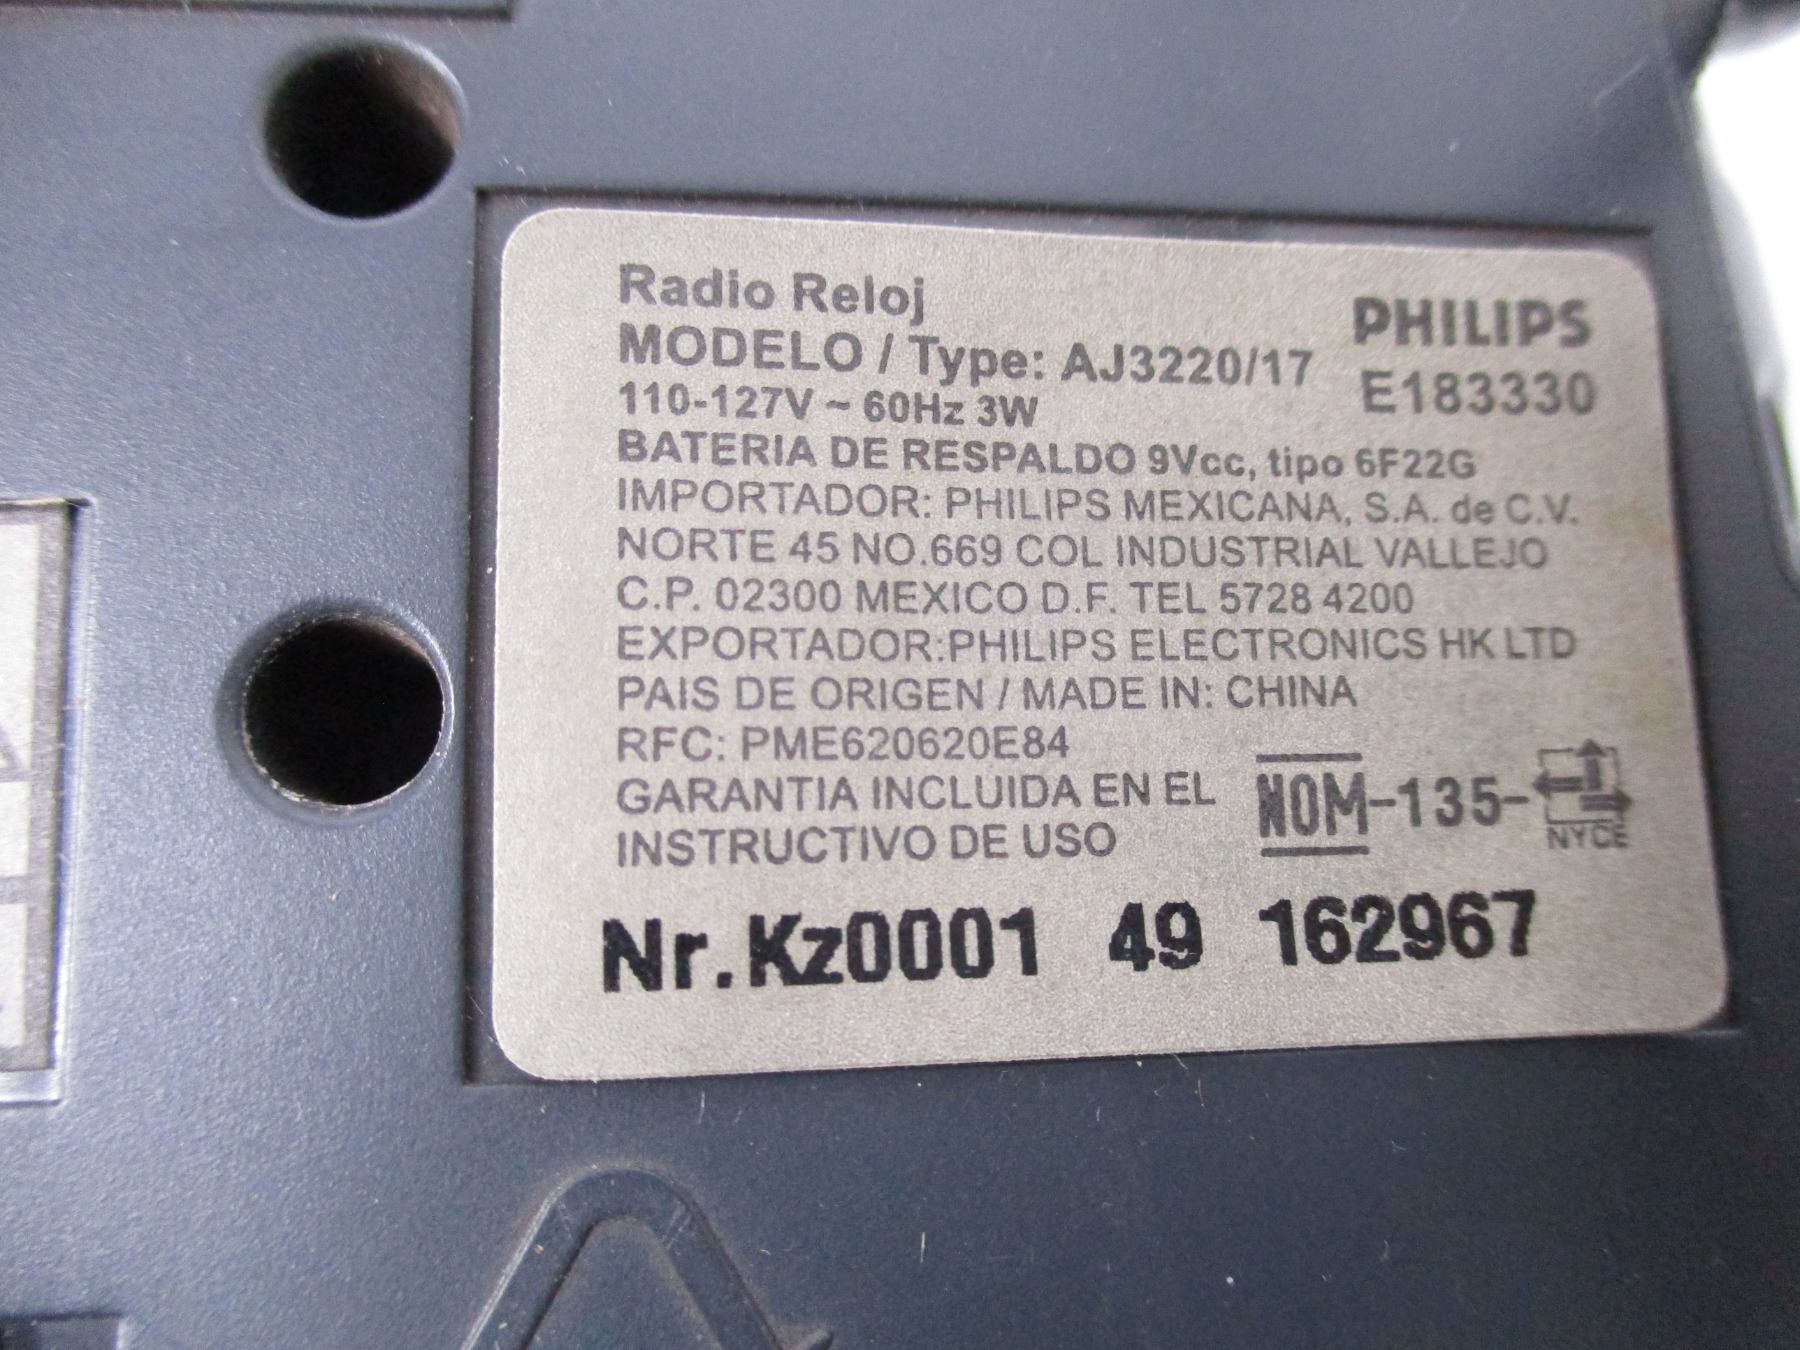 Radio Reloj
PHILIPS
MODELO / Type: AJ3220/17
E183330
110-127V ~ 60Hz 3W
BATERIA DE RESPALDO 9Vcc, tipo 6F22G
IMPORTADOR: PHILIPS MEXICANA, S.A. de C.V.
NORTE 45 NO.669 COL INDUSTRIAL VALLEJO
C.P. 02300 MEXICO D.F. TEL 5728 4200
EXPORTADOR:PHILIPS ELECTRONICS HK LTD
PAIS DE ORIGEN / MADE IN: CHINA
RFC: PME620620E84
GARANTIA INCLUIDA EN EL
INSTRUCTIVO DE USO
NOM-135-
NYCE
Nr.Kz0001 49 162967